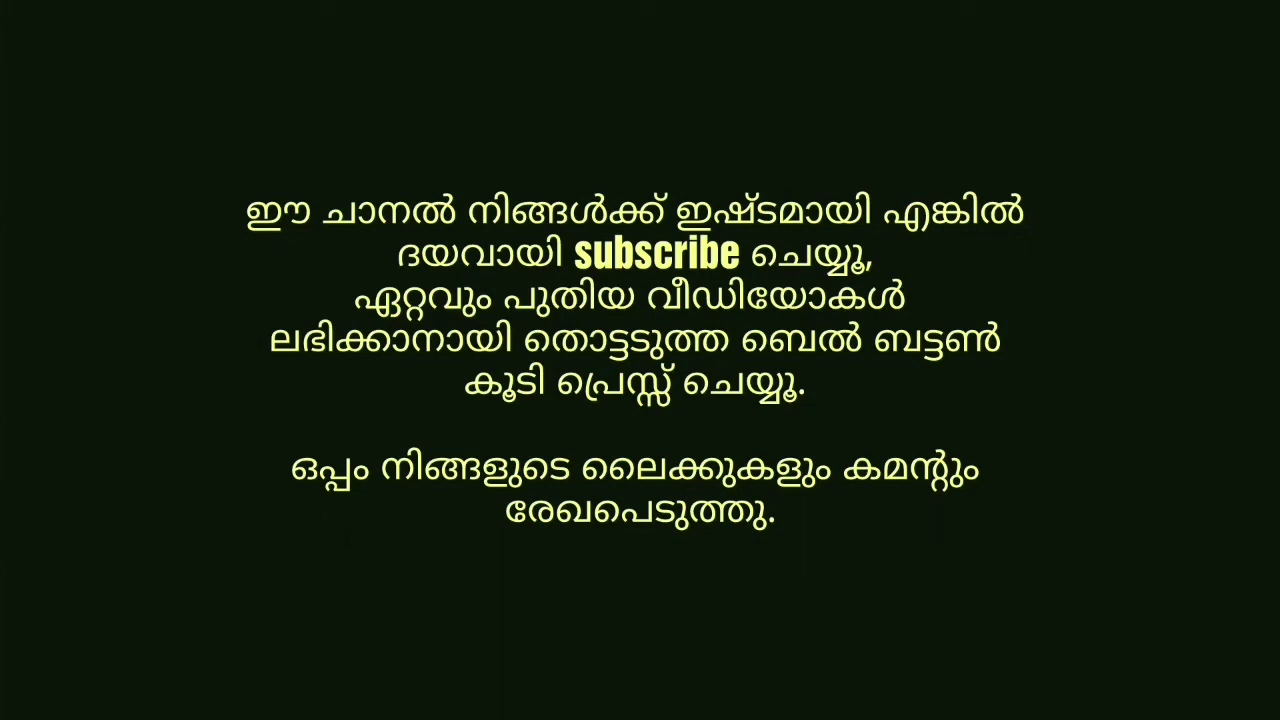 ഈ ചാനൽ നിങ്ങൾക്ക് ഇഷ്ടമായി എങ്കിൽ
ദയവായി subscribe ചെയ്യൂ,
ഏറ്റവും പുതിയ വീഡിയോകൾ
ലഭിക്കാനായി തൊട്ടടുത്ത ബെൽ ബട്ടൺ
കൂടി പ്രെസ്സ് ചെയ്യൂ.
ഒപ്പം നിങ്ങളുടെ ലൈക്കുകളും കമന്റും
രേഖപെടുത്തു.